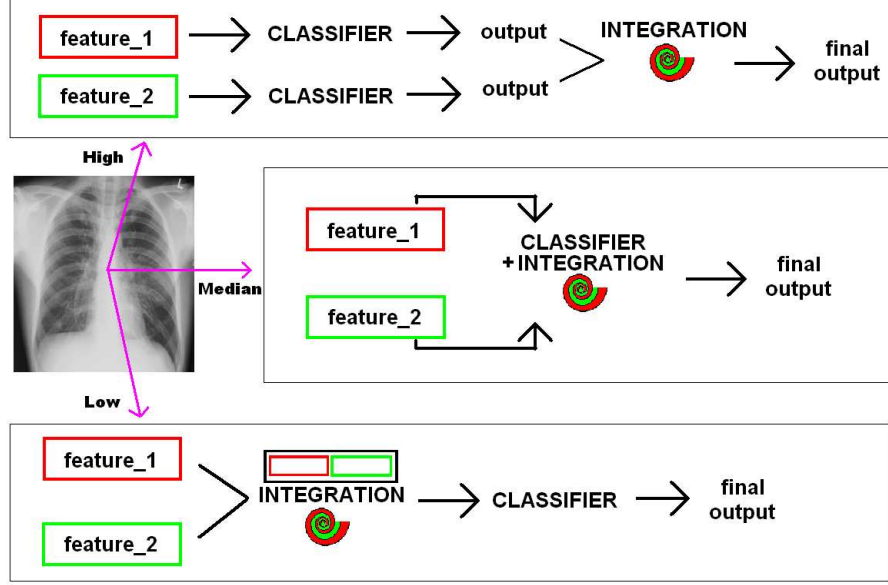 feature_1 CLASSIFIER output INTEGRATION
final
output
feature_2 CLASSIFIER output
High
L
feature_1
CLASSIFIER
+INTEGRATION
final
output
Median
feature_2
Low
feature_1
INTEGRATION CLASSIFIER
final
output
feature_2